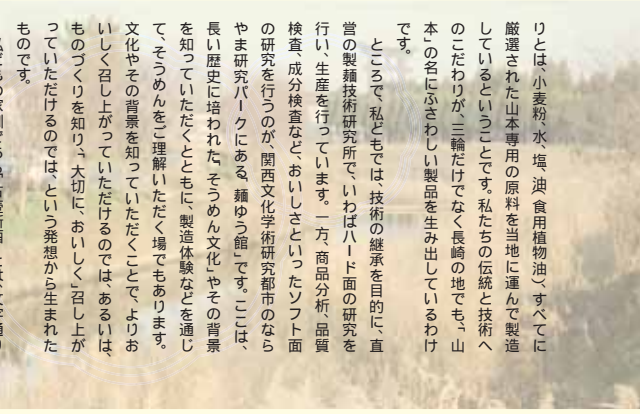 りとは、小麦粉、水、塩、油(食用植物油)、すべてに
厳選された山本専用の原料を当地に運んで製造
しているということです。私たちの伝統と技術へ
のこだわりが、三輪だけでなく長崎の地でも、「山
本」の名にふさわしい製品を生み出しているわけ
です。
ところで、私どもでは、技術の継承を目的に、直
営の製麺技術研究所で、いわばハード面の研究を
行い、生産を行っています。一方、商品分析、品質
検査、成分検査など、おいしさといったソフト面
の研究を行うのが、関西文化学術研究都市のなら
やま研究パークにある、「麺ゆう館」です。ここは、
長い歴史に培われた「そうめん文化」やその背景
を知っていただくとともに、製造体験などを通じ
て、そうめんをご理解いただく場でもあります。
文化やその背景を知っていただくことで、よりお
いしく召し上がっていただけるのでは、あるいは、
ものづくりを知り、「大切に、おいしく」召し上が
っていただけるのでは、という発想から生まれた
ものです。